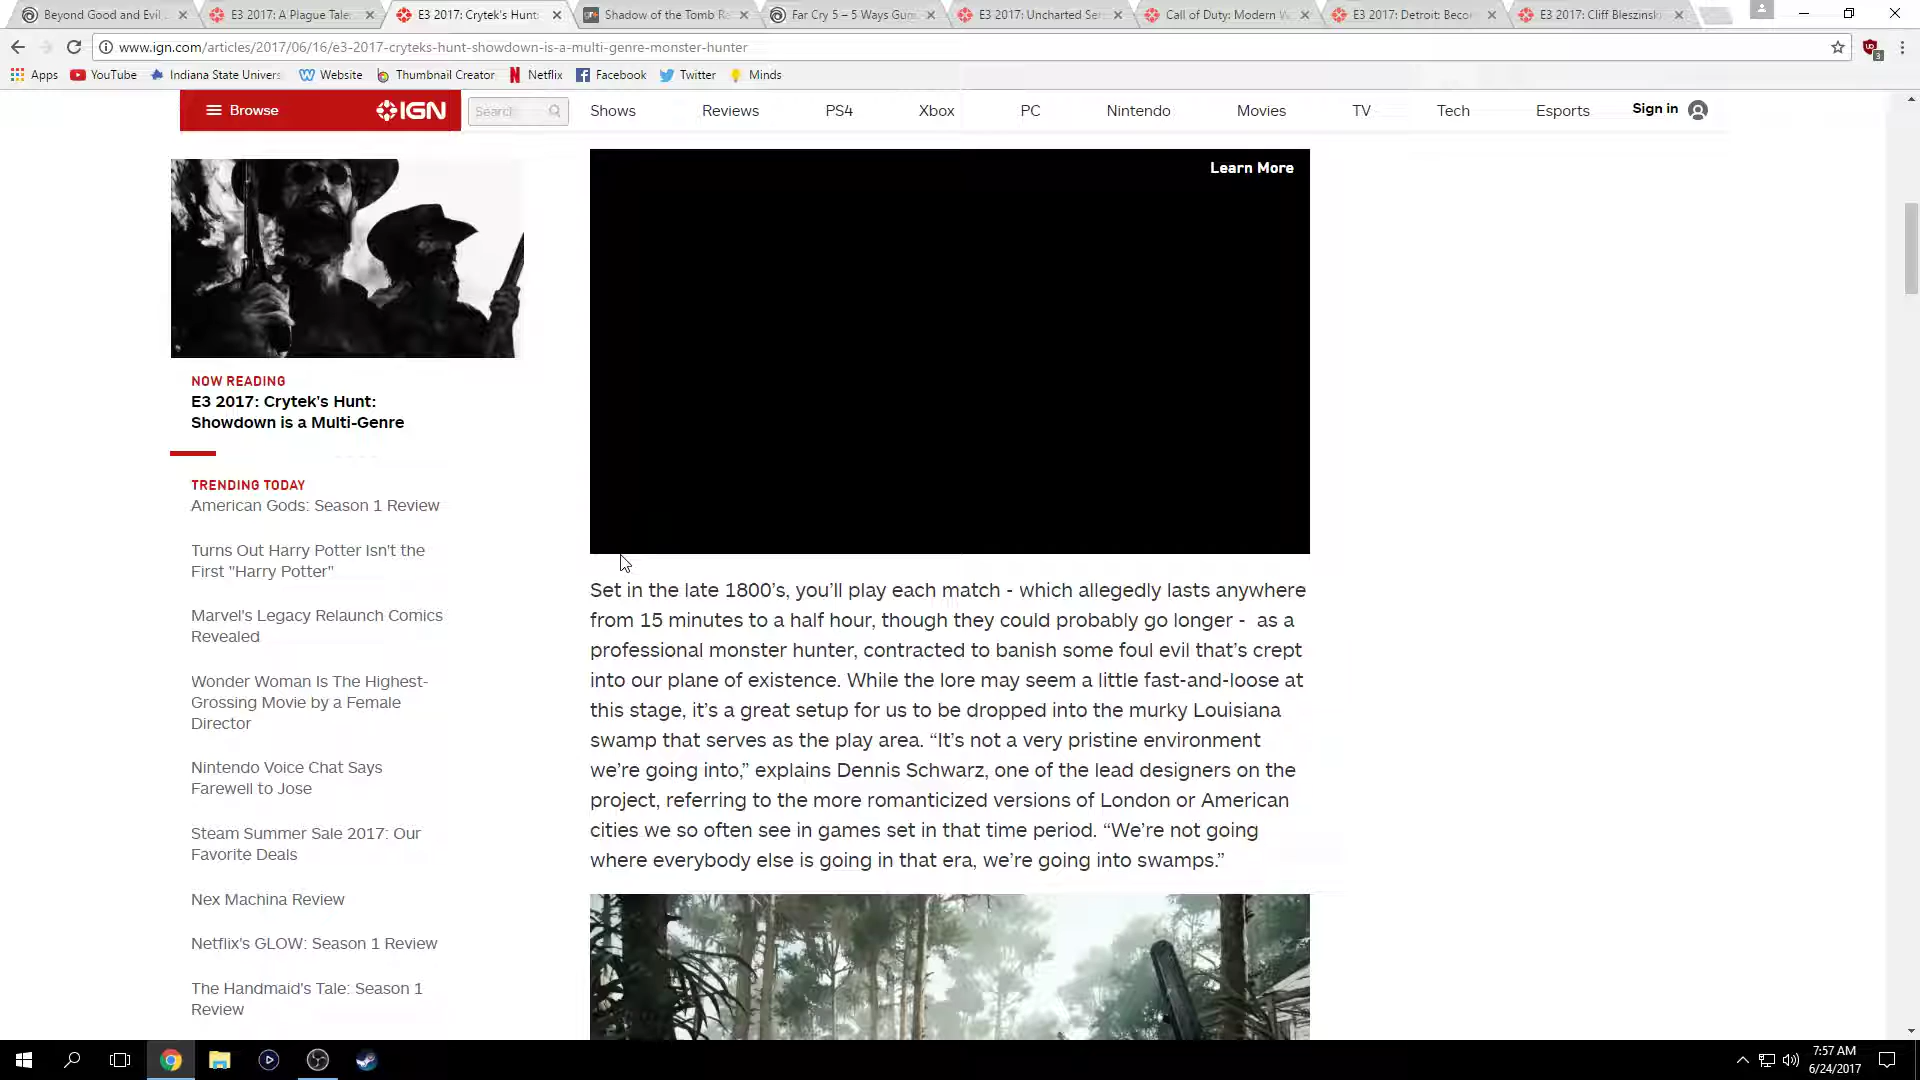 Beyond Good and Evil
E3 2017: A Plague Tale
E3 2017: Crytek's Hunt:
Shadow of the Tomb R
Far Cry 5 – 5 Ways Gun
E3 2017: Uncharted Se
Call of Duty: Modern W
E3 2017: Detroit: Beco
E3 2017: Cliff Bleszinski
www.ign.com/articles/2017/06/16/e3-2017-cryteks-hunt-showdown-is-a-multi-genre-monster-hunter
3
Apps YouTube Indiana State Univers Website Thumbnail Creator Netflix Facebook Twitter Minds
Browse IGN Search Shows Reviews PS4 Xbox PC Nintendo Movies TV Tech Esports Sign in
Learn More
NOW READING
E3 2017: Crytek's Hunt:
Showdown is a Multi-Genre
TRENDING TODAY
American Gods: Season 1 Review
Turns Out Harry Potter Isn't the
First "Harry Potter"
Marvel's Legacy Relaunch Comics
Revealed
Wonder Woman Is The Highest-
Grossing Movie by a Female
Director
Nintendo Voice Chat Says
Farewell to Jose
Steam Summer Sale 2017: Our
Favorite Deals
Nex Machina Review
Netflix's GLOW: Season 1 Review
The Handmaid's Tale: Season 1
Review
Set in the late 1800's, you'll play each match - which allegedly lasts anywhere
from 15 minutes to a half hour, though they could probably go longer - as a
professional monster hunter, contracted to banish some foul evil that's crept
into our plane of existence. While the lore may seem a little fast-and-loose at
this stage, it's a great setup for us to be dropped into the murky Louisiana
swamp that serves as the play area. “It's not a very pristine environment
we're going into,” explains Dennis Schwarz, one of the lead designers on the
project, referring to the more romanticized versions of London or American
cities we so often see in games set in that time period. “We're not going
where everybody else is going in that era, we're going into swamps.”
7:57 AM
6/24/2017